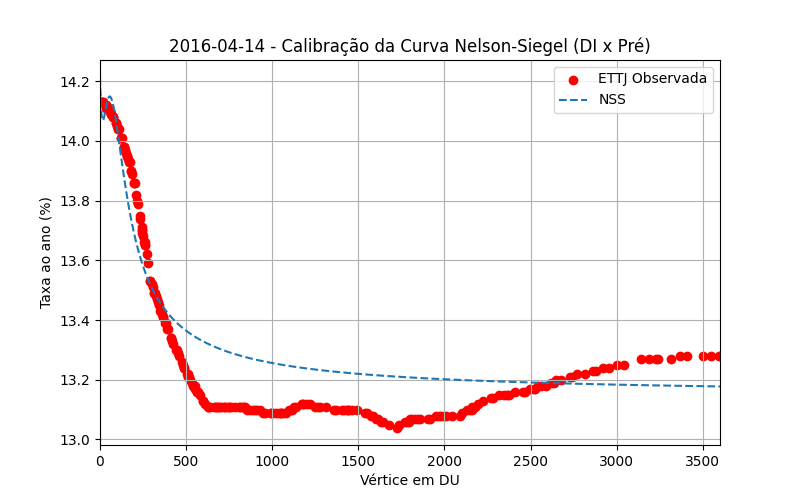 2016-04-14 - Calibração da Curva Nelson-Siegel (DI x Pré)
ETTJ Observada
NSS
Taxa ao ano (%)
14.2
14.0
13.8
13.6
13.4
13.2
13.0
0 500 1000 1500 2000 2500 3000 3500
Vértice em DU